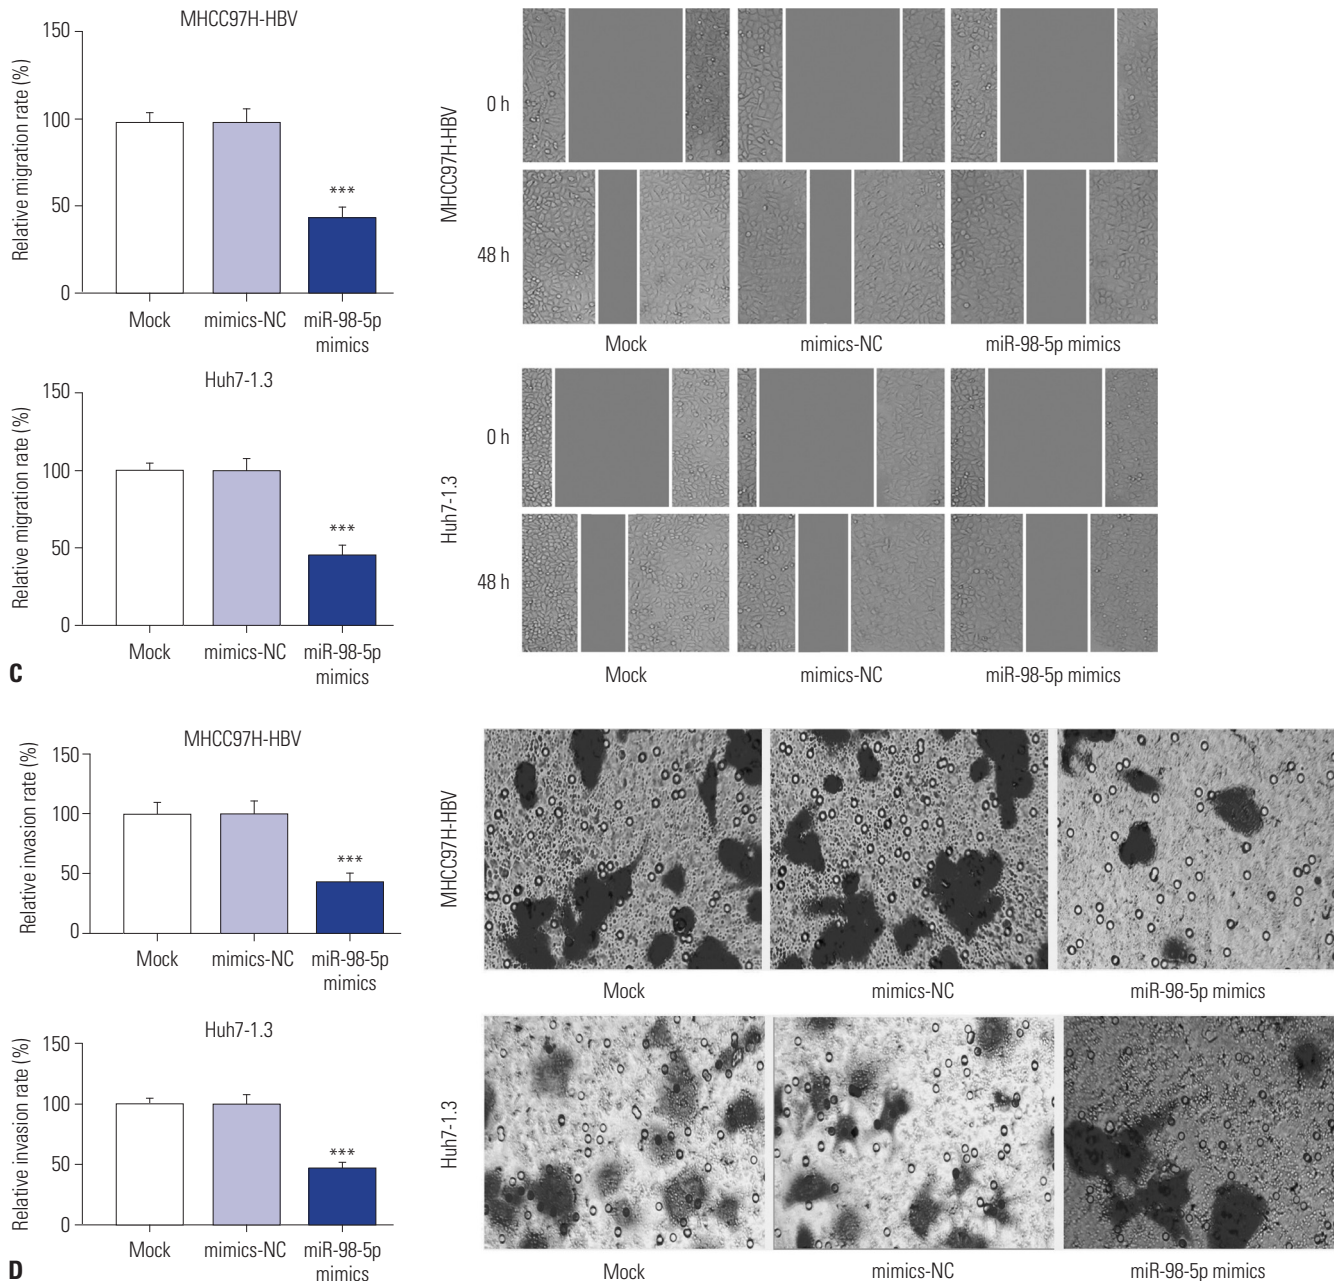 MHCC97H-HBV
Relative migration rate (%)
150
100
50
0
***
Mock
mimics-NC
miR-98-5p
mimics
MHCC97H-HBV
0 h
48 h
Mock
mimics-NC
miR-98-5p mimics
Huh7-1.3
Relative migration rate (%)
150
100
50
0
***
Mock
mimics-NC
miR-98-5p
mimics
Huh7-1.3
0 h
48 h
Mock
mimics-NC
miR-98-5p mimics
C
MHCC97H-HBV
Relative invasion rate (%)
150
100
50
0
***
Mock
mimics-NC
miR-98-5p
mimics
MHCC97H-HBV
Mock
mimics-NC
miR-98-5p mimics
Huh7-1.3
Relative invasion rate (%)
150
100
50
0
***
Mock
mimics-NC
miR-98-5p
mimics
Huh7-1.3
Mock
mimics-NC
miR-98-5p mimics
D